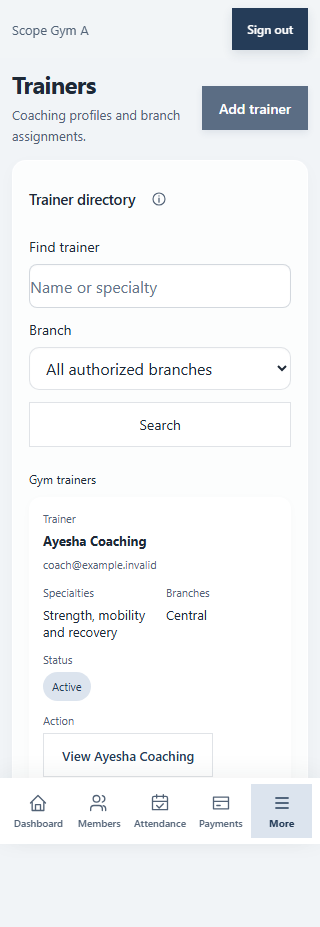 Scope Gym A
Sign out
Trainers
Coaching profiles and branch
assignments.
Add trainer
Trainer directory
Find trainer
Name or specialty
Branch
All authorized branches
Search
Gym trainers
Trainer
Ayesha Coaching
coach@example.invalid
Specialties
Branches
Strength, mobility
and recovery
Central
Status
Active
Action
View Ayesha Coaching
Dashboard
Members
Attendance
Payments
More